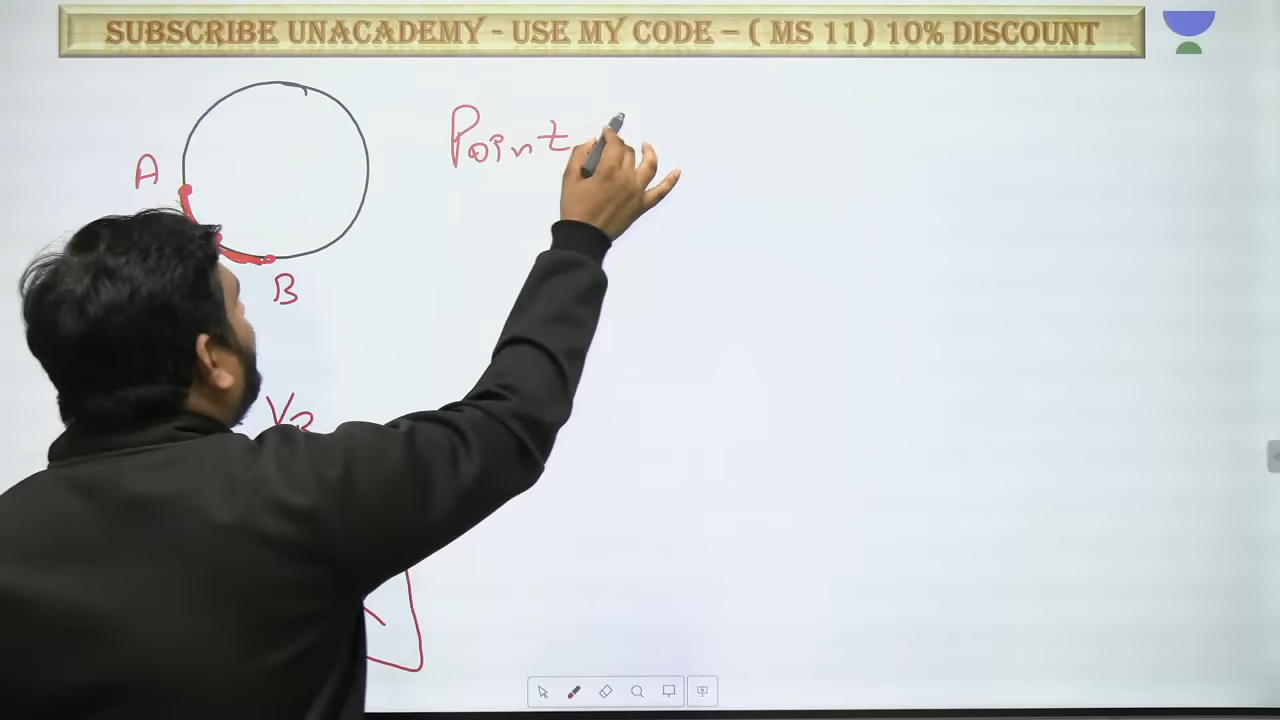 SUBSCRIBE UNACADEMY - USE MY CODE – ( MS 11) 10% DISCOUNT
A
Point
B